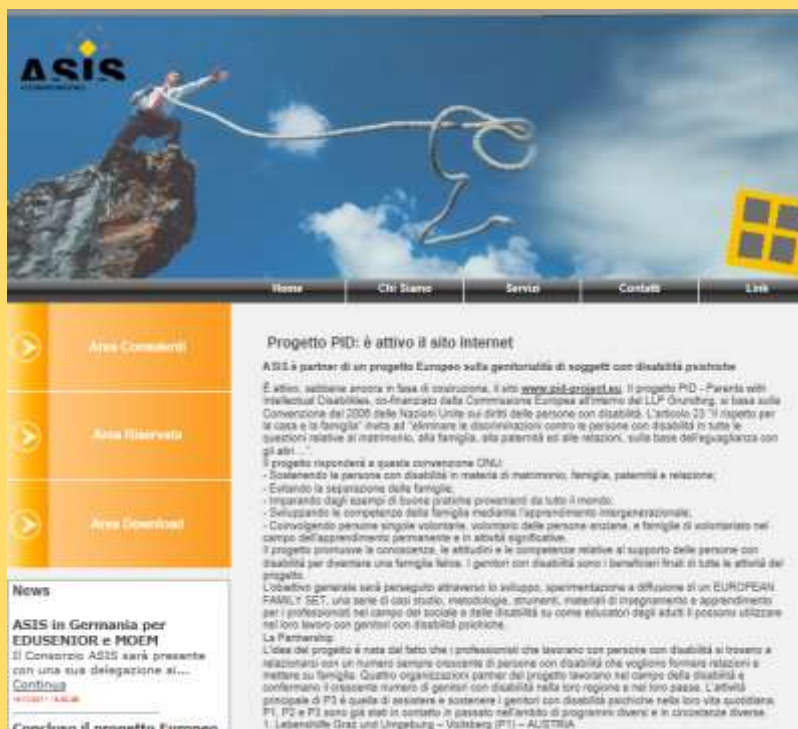 ASIS
Home
Chi Siamo
Servizi
Contatti
Link
Area Consulenti
Area Riservata
Area Download
News
ASIS in Germania per
EDUSENIOR e MOEM
Il Consorzio ASIS sarà presente
con una sua delegazione ai...
Continua
Concluso il progetto Europeo
Progetto PID: è attivo il sito internet
ASIS è partner di un progetto Europeo sulla genitorialità di soggetti con disabilità psichiche
È attivo, sebbene ancora in fase di costruzione, il sito www.pid-project.eu. Il progetto PID - Parents with
Intellectual Disabilities, co-finanziato dalla Commissione Europea all'interno del LLP Grundtvig, si basa sulla
Convenzione del 2006 delle Nazioni Unite sui diritti delle persone con disabilità. L'articolo 23 "Il rispetto per
la casa e la famiglia" invita ad "eliminare le discriminazioni contro le persone con disabilità in tutte le
questioni relative al matrimonio, alla famiglia, alla paternità ed alle relazioni, sulla base dell'eguaglianza con
gli altri ...".
Il progetto risponderà a questa convenzione ONU:
- Sostenendo le persone con disabilità in materia di matrimonio, famiglia, paternità e relazione;
- Evitando la separazione delle famiglie;
- Imparando dagli esempi di buone pratiche provenienti da tutto il mondo;
- Sviluppando le competenze della famiglia mediante l'apprendimento intergenerazionale;
- Coinvolgendo persone singole volontarie, volontario delle persone anziane, e famiglie di volontariato nel
campo dell'apprendimento permanente e in attività significative.
Il progetto promuove la conoscenza, le attitudini e le competenze relative al supporto delle persone con
disabilità per diventare una famiglia felice. I genitori con disabilità sono i beneficiari finali di tutte le attività del
progetto.
L'obiettivo generale sarà perseguito attraverso lo sviluppo, sperimentazione e diffusione di un EUROPEAN
FAMILY SET, una serie di casi studio, metodologie, strumenti, materiali di insegnamento e apprendimento
per i professionisti nel campo del sociale e della disabilità su come educatori degli adulti li possono utilizzare
nel loro lavoro con genitori con disabilità psichiche.
La Partnership
L'idea del progetto è nata dal fatto che i professionisti che lavorano con persone con disabilità si trovano a
relazionarsi con un numero sempre crescente di persone con disabilità che vogliono formare relazioni e
mettere su famiglia. Quattro organizzazioni partner del progetto lavorano nel campo della disabilità e
confermano il crescente numero di genitori con disabilità nella loro regione e nel loro paese. L'attività
principale di P3 è quella di assistere e sostenere i genitori con disabilità psichiche nella loro vita quotidiana.
P1, P2 e P3 sono già stati in contatto in passato nell'ambito di programmi diversi e in circostanze diverse
1. Lebenshilfe Graz und Umgebung – Voitsberg (P1) – AUSTRIA